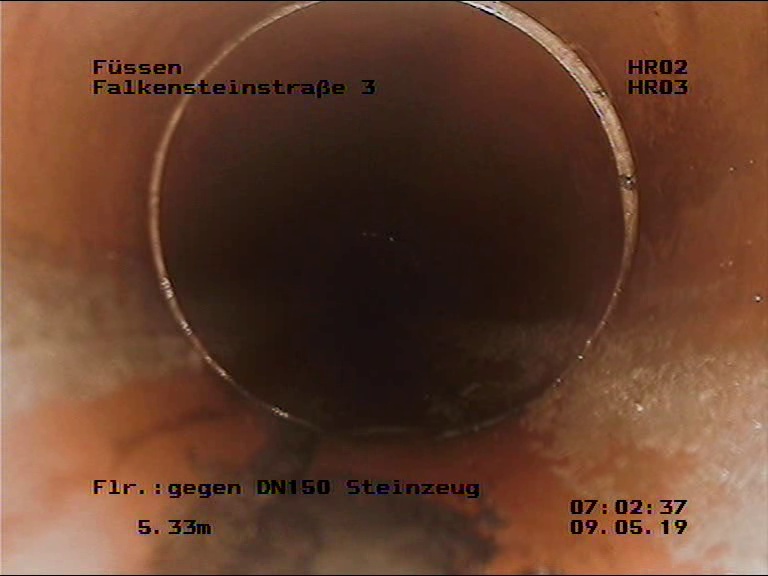 Füssen
Falkensteinstraße 3
HR02
HR03
Flr.:gegen DN150 Steinzeug
5.33m
07:02:37
09.05.19